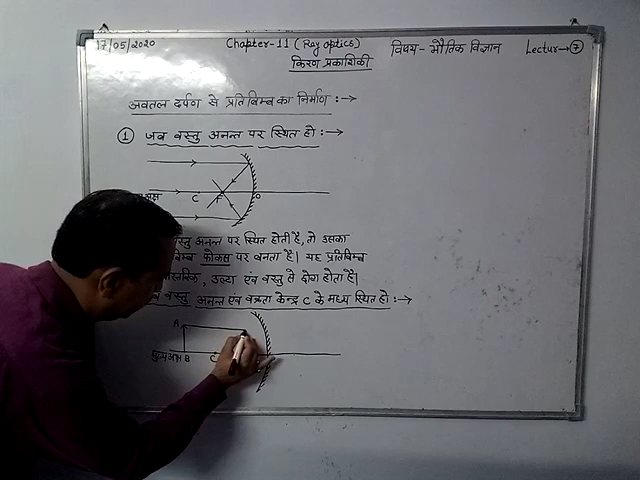 17/05/2020 Chapter-11 (Ray optics) विषय - भौतिक विज्ञान Lectur→7
किरण प्रकाशिकी
अवतल दर्पण से प्रतिबिम्ब का निर्माण :→
1 जब वस्तु अनन्त पर स्थित हो :→
C F O
वस्तु अनन्त पर स्थित होती है, तो उसका
फोकस पर बनता है। यह प्रतिबिम्ब
उल्टा एवं वस्तु से छोटा होता है।
वस्तु अनन्त एवं वक्रता केन्द्र C के मध्य स्थित हो :→
A
मुख्य अक्ष B C